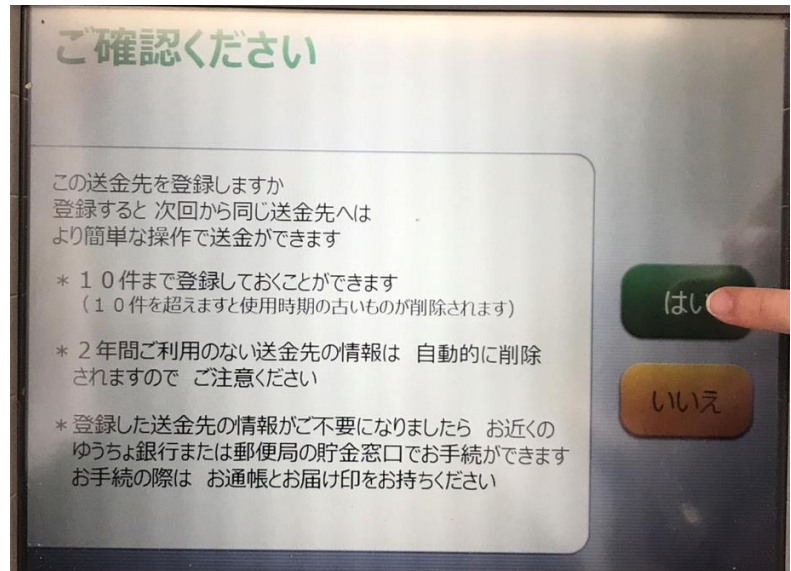 ご確認ください
この送金先を登録しますか
登録すると 次回から同じ送金先へは
より簡単な操作で送金ができます
＊１０件まで登録しておくことができます
（１０件を超えますと使用時期の古いものが削除されます）
＊２年間ご利用のない送金先の情報は 自動的に削除
されますので ご注意ください
＊登録した送金先の情報がご不要になりましたら お近くの
ゆうちょ銀行または郵便局の貯金窓口でお手続ができます
お手続の際は お通帳とお届け印をお持ちください
はい
いいえ